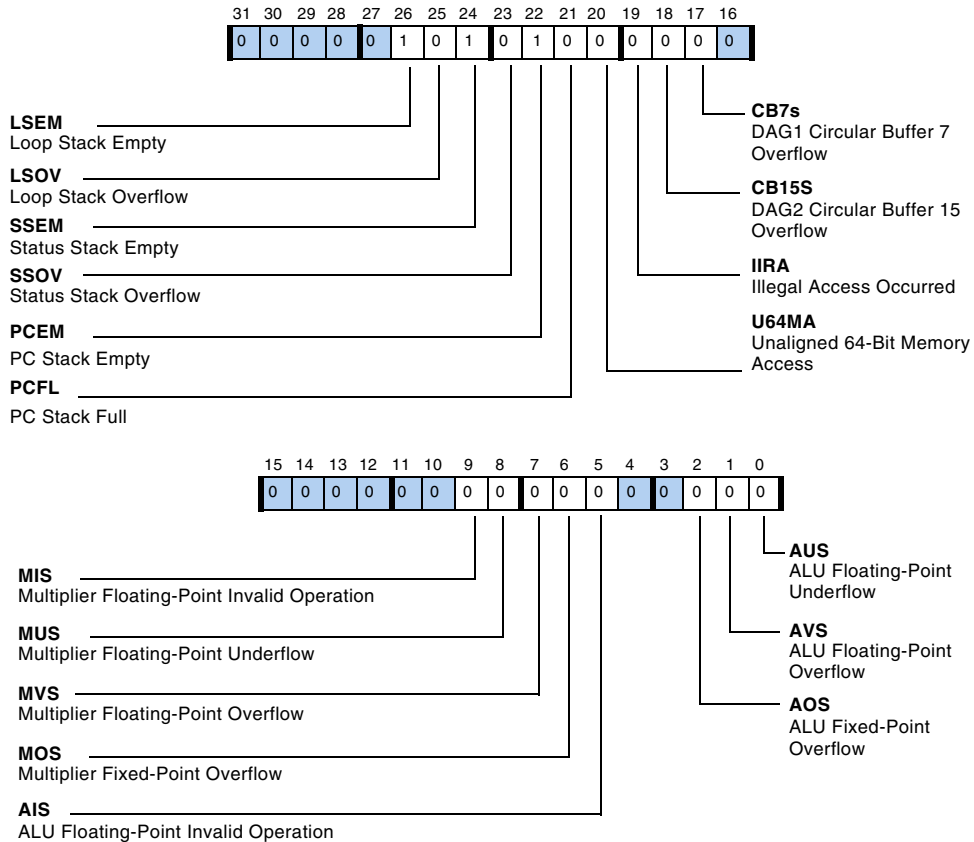 31 30 29 28 27 26 25 24 23 22 21 20 19 18 17 16
0 0 0 0 0 1 0 1 0 1 0 0 0 0 0 0
LSEM
Loop Stack Empty
LSOV
Loop Stack Overflow
SSEM
Status Stack Empty
SSOV
Status Stack Overflow
PCEM
PC Stack Empty
PCFL
PC Stack Full
CB7s
DAG1 Circular Buffer 7
Overflow
CB15S
DAG2 Circular Buffer 15
Overflow
IIRA
Illegal Access Occurred
U64MA
Unaligned 64-Bit Memory
Access
15 14 13 12 11 10 9 8 7 6 5 4 3 2 1 0
0 0 0 0 0 0 0 0 0 0 0 0 0 0 0 0
MIS
Multiplier Floating-Point Invalid Operation
MUS
Multiplier Floating-Point Underflow
MVS
Multiplier Floating-Point Overflow
MOS
Multiplier Fixed-Point Overflow
AIS
ALU Floating-Point Invalid Operation
AUS
ALU Floating-Point
Underflow
AVS
ALU Floating-Point
Overflow
AOS
ALU Fixed-Point
Overflow